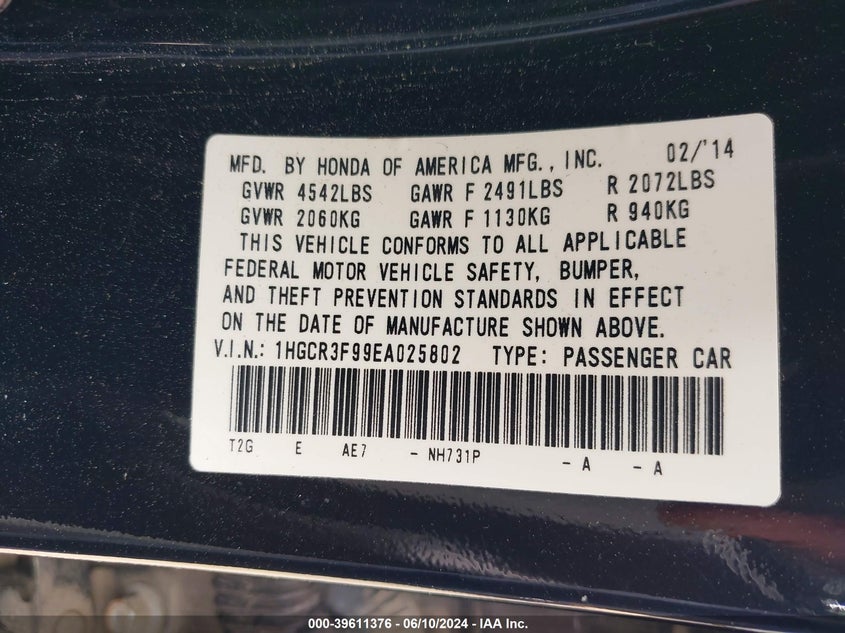 MFD. BY HONDA OF AMERICA MFG., INC. 02/'14
GVWR 4542LBS GAWR F 2491LBS R 2072LBS
GVWR 2060KG GAWR F 1130KG R 940KG
THIS VEHICLE CONFORMS TO ALL APPLICABLE
FEDERAL MOTOR VEHICLE SAFETY, BUMPER,
AND THEFT PREVENTION STANDARDS IN EFFECT
ON THE DATE OF MANUFACTURE SHOWN ABOVE.
V.I.N.: 1HGCR3F99EA025802 TYPE: PASSENGER CAR
T2G E AE7 - NH731P - A - A
000-39611376 - 06/10/2024 - IAA Inc.